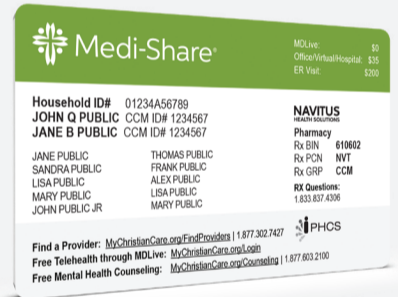 Medi-Share®
MDLive: $0
Office/Virtual/Hospital: $35
ER Visit: $200
Household ID# 01234A56789
JOHN Q PUBLIC CCM ID# 1234567
JANE B PUBLIC CCM ID# 1234567
JANE PUBLIC
SANDRA PUBLIC
LISA PUBLIC
MARY PUBLIC
JOHN PUBLIC JR
THOMAS PUBLIC
FRANK PUBLIC
ALEX PUBLIC
LISA PUBLIC
MARY PUBLIC
NAVITUS
HEALTH SOLUTIONS
Pharmacy
Rx BIN 610602
Rx PCN NVT
Rx GRP CCM
RX Questions:
1.833.837.4306
PHCS
Find a Provider: MyChristianCare.org/FindProviders | 1.877.302.7427
Free Telehealth through MDLive: MyChristianCare.org/Login
Free Mental Health Counseling: MyChristianCare.org/Counseling | 1.877.603.2100